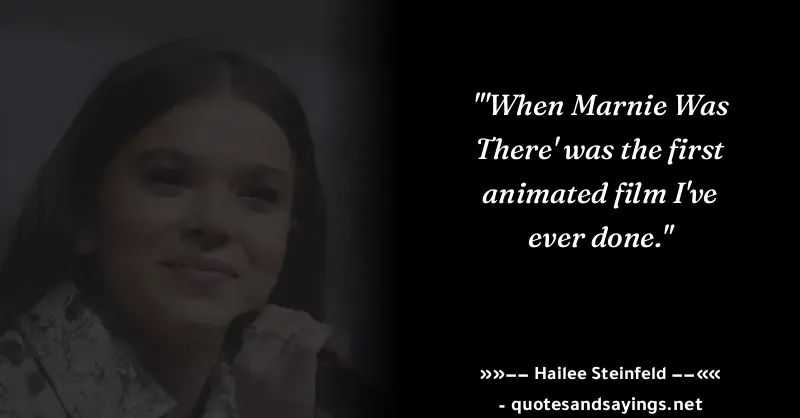 "'When Marnie Was
There' was the first
animated film I've
ever done."
»»−− Hailee Steinfeld −−««
- quotesandsayings.net